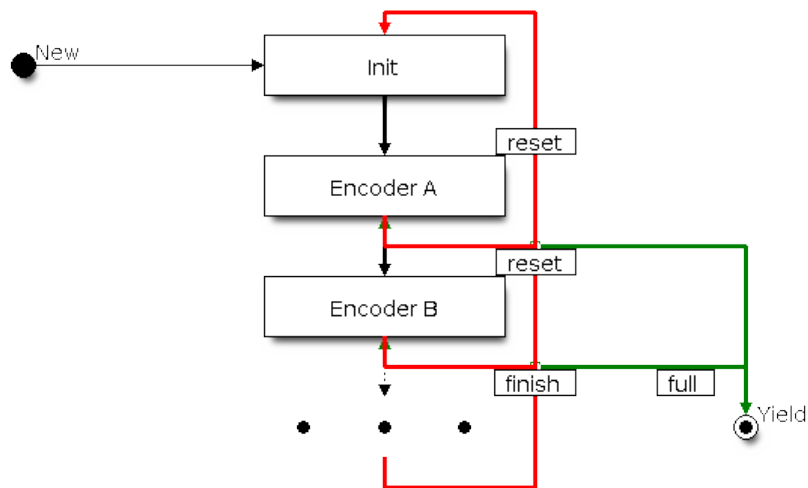 New
Init
reset
Encoder A
reset
Encoder B
finish
full
Yield